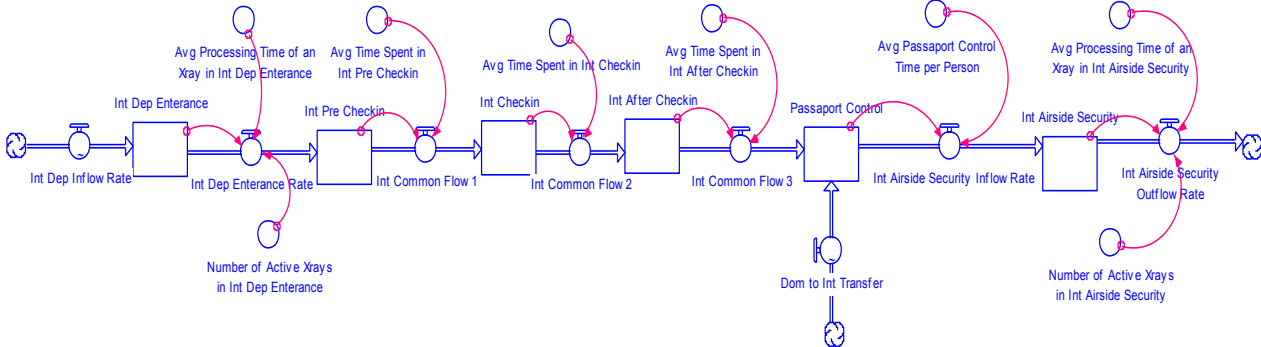 Avg Processing Time of an
Xray in Int Dep Enterance
Avg Time Spent in
Int Pre Checkin
Avg Time Spent in Int Checkin
Avg Time Spent in
Int After Checkin
Avg Passaport Control
Time per Person
Avg Processing Time of an
Xray in Int Airside Security
Int Dep Enterance
Int Pre Checkin
Int Checkin
Int After Checkin
Passaport Control
Int Airside Security
Int Dep Inflow Rate
Int Dep Enterance Rate
Int Common Flow 1
Int Common Flow 2
Int Common Flow 3
Int Airside Security Inflow Rate
Int Airside Security
Outflow Rate
Number of Active Xrays
in Int Dep Enterance
Dom to Int Transfer
Number of Active Xrays
in Int Airside Security